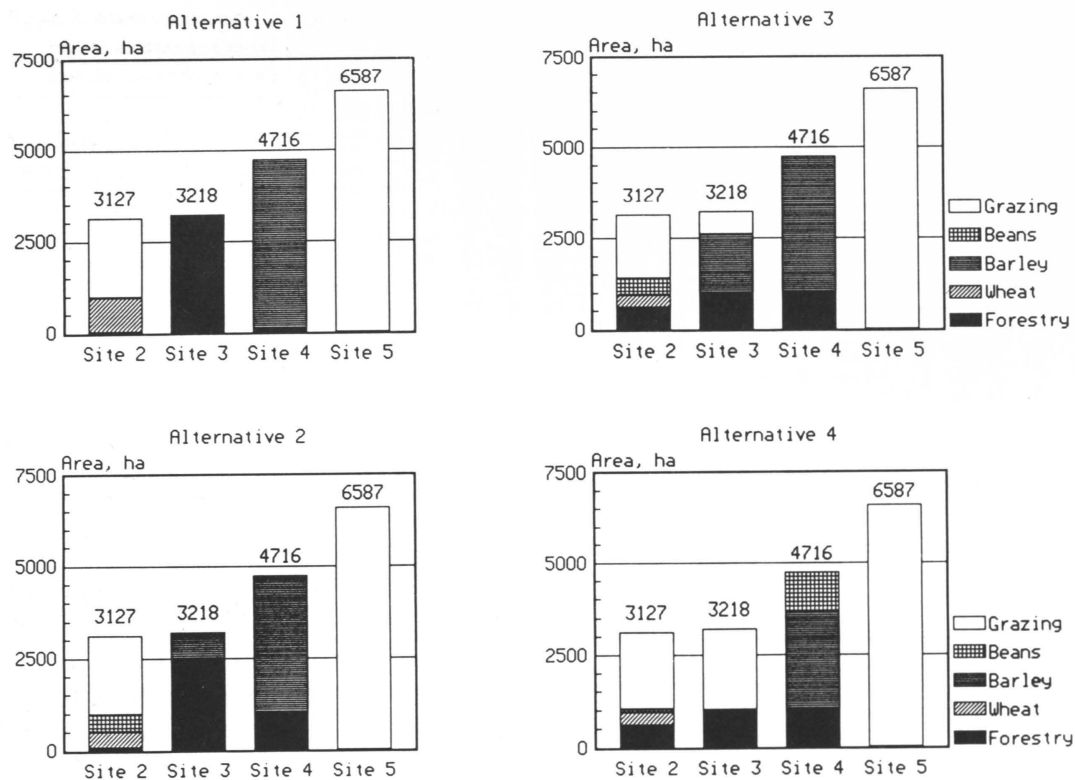 Alternative 1
Area, ha
7500
5000
2500
0
3127
3218
4716
6587
Site 2 Site 3 Site 4 Site 5
Alternative 3
Area, ha
7500
5000
2500
0
3127
3218
4716
6587
Site 2 Site 3 Site 4 Site 5
Grazing
Beans
Barley
Wheat
Forestry
Alternative 2
Area, ha
7500
5000
2500
0
3127
3218
4716
6587
Site 2 Site 3 Site 4 Site 5
Alternative 4
Area, ha
7500
5000
2500
0
3127
3218
4716
6587
Site 2 Site 3 Site 4 Site 5
Grazing
Beans
Barley
Wheat
Forestry